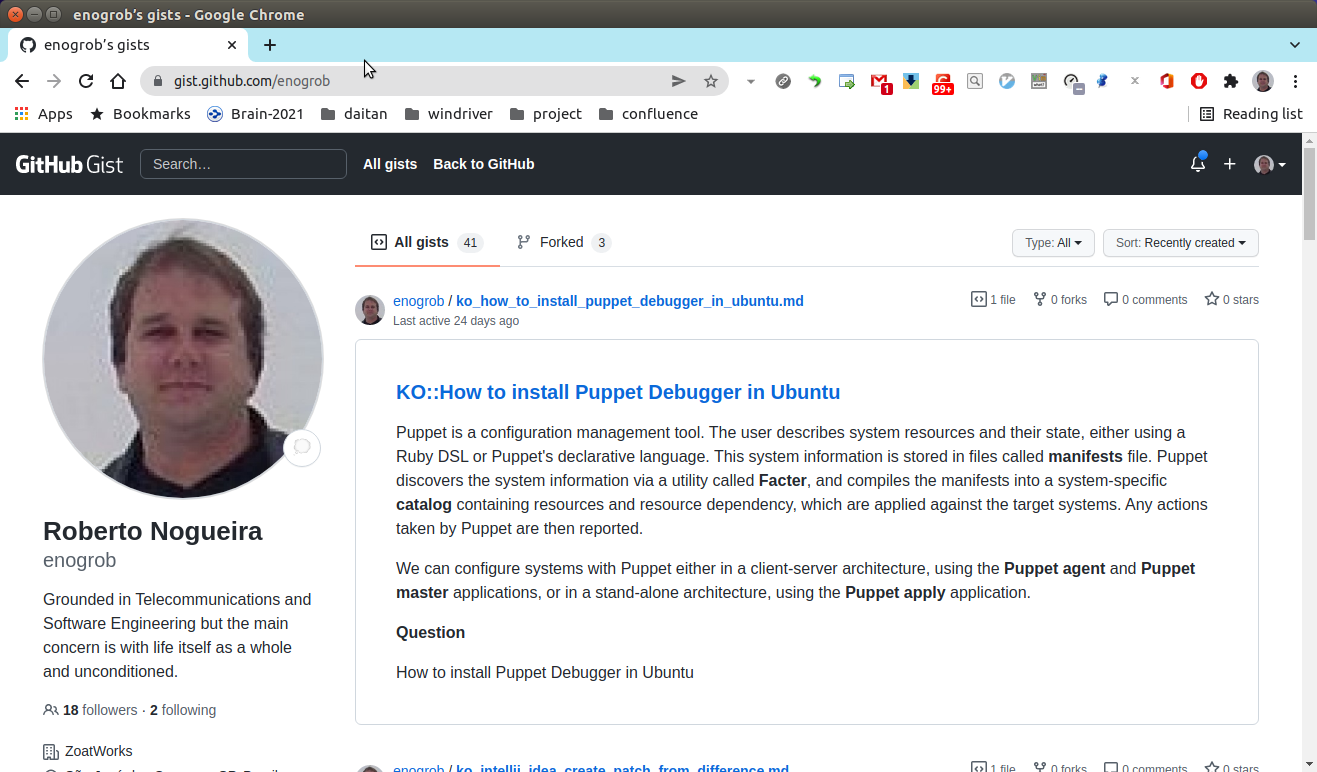 enogrob's gists - Google Chrome
enogrob's gists
gist.github.com/enogrob
1
99+
Apps
Bookmarks
Brain-2021
daitan
windriver
project
confluence
Reading list
GitHub Gist
Search…
All gists
Back to GitHub
All gists 41
Forked 3
Type: All
Sort: Recently created
enogrob / ko_how_to_install_puppet_debugger_in_ubuntu.md
1 file
0 forks
0 comments
0 stars
Last active 24 days ago
KO::How to install Puppet Debugger in Ubuntu
Puppet is a configuration management tool. The user describes system resources and their state, either using a
Ruby DSL or Puppet's declarative language. This system information is stored in files called manifests file. Puppet
discovers the system information via a utility called Facter, and compiles the manifests into a system-specific
catalog containing resources and resource dependency, which are applied against the target systems. Any actions
taken by Puppet are then reported.
We can configure systems with Puppet either in a client-server architecture, using the Puppet agent and Puppet
master applications, or in a stand-alone architecture, using the Puppet apply application.
Question
How to install Puppet Debugger in Ubuntu
Roberto Nogueira
enogrob
Grounded in Telecommunications and
Software Engineering but the main
concern is with life itself as a whole
and unconditioned.
18 followers · 2 following
ZoatWorks
enogrob / ko_intellij_idea_create_patch_from_difference.md
1 file
0 forks
0 comments
0 stars